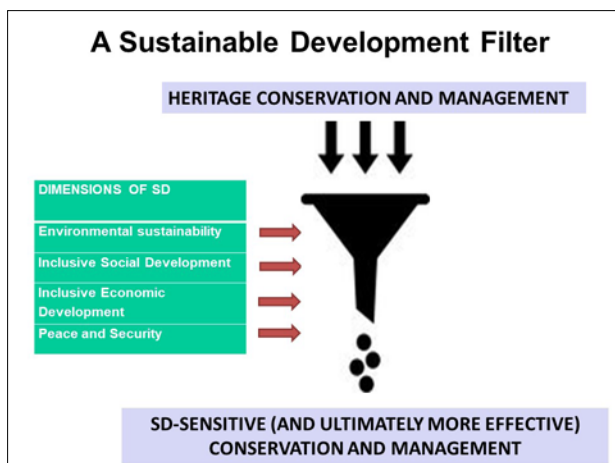 A Sustainable Development Filter
HERITAGE CONSERVATION AND MANAGEMENT
DIMENSIONS OF SD
Environmental sustainability
Inclusive Social Development
Inclusive Economic
Development
Peace and Security
SD-SENSITIVE (AND ULTIMATELY MORE EFFECTIVE)
CONSERVATION AND MANAGEMENT